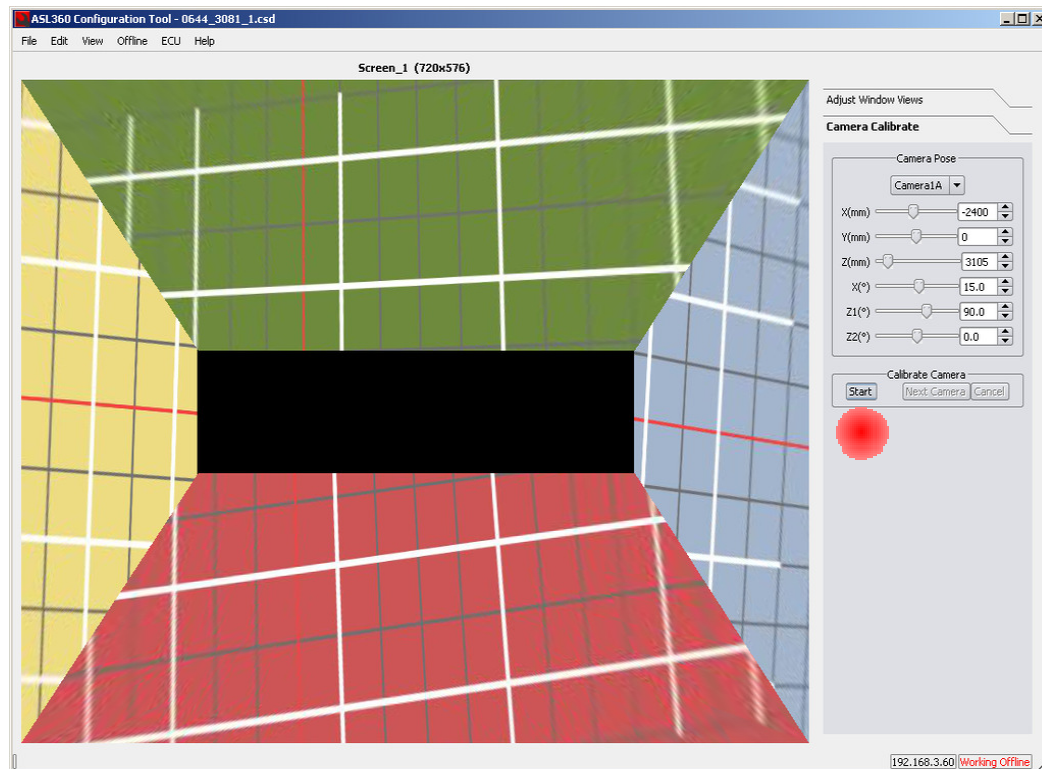 ASL360 Configuration Tool - 0644_3081_1.csd
File Edit View Offline ECU Help
Screen_1 (720x576)
Adjust Window Views
Camera Calibrate
Camera Pose
Camera1A
X(mm) -2400
Y(mm) 0
Z(mm) 3105
X(°) 15.0
Z1(°) 90.0
Z2(°) 0.0
Calibrate Camera
Start Next Camera Cancel
192.168.3.60 Working Offline